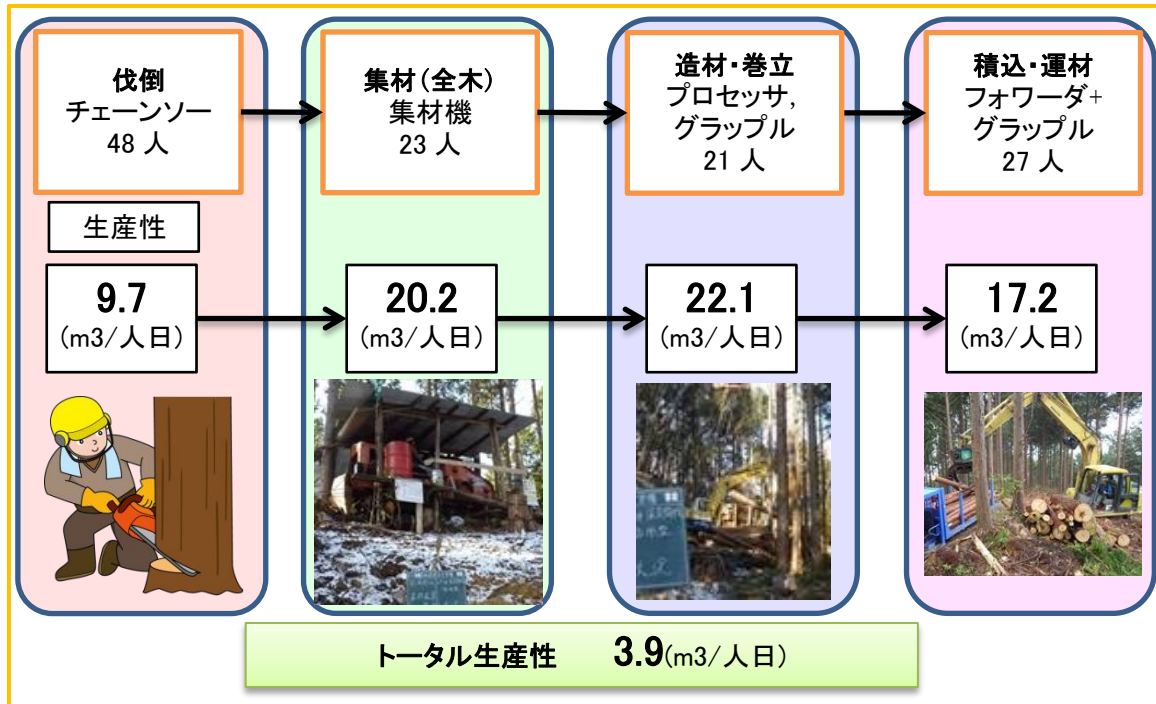 伐倒
チェーンソー
48 人
集材(全木)
集材機
23 人
造材・巻立
プロセッサ,
グラップル
21 人
積込・運材
フォワーダ+
グラップル
27 人
生産性
9.7
(m3/人日)
20.2
(m3/人日)
22.1
(m3/人日)
17.2
(m3/人日)
トータル生産性 3.9(m3/人日)